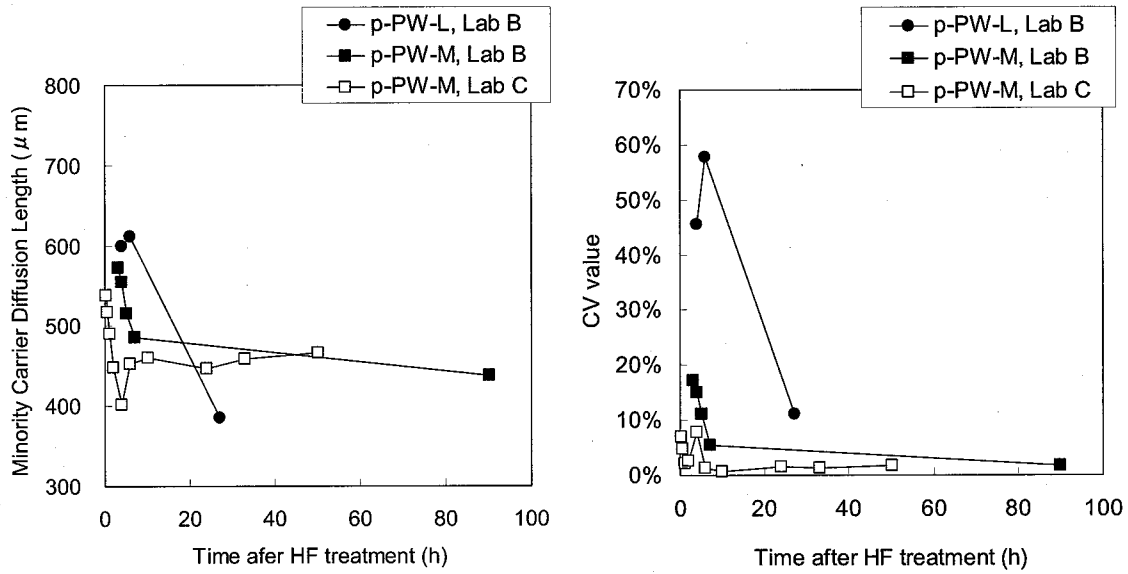 p-PW-L, Lab B
p-PW-M, Lab B
p-PW-M, Lab C
800
700
600
500
400
300
0
20
40
60
80
100
Minority Carrier Diffusion Length (μm)
Time afer HF treatment (h)
p-PW-L, Lab B
p-PW-M, Lab B
p-PW-M, Lab C
70%
60%
50%
40%
30%
20%
10%
0%
0
20
40
60
80
100
CV value
Time after HF treatment (h)